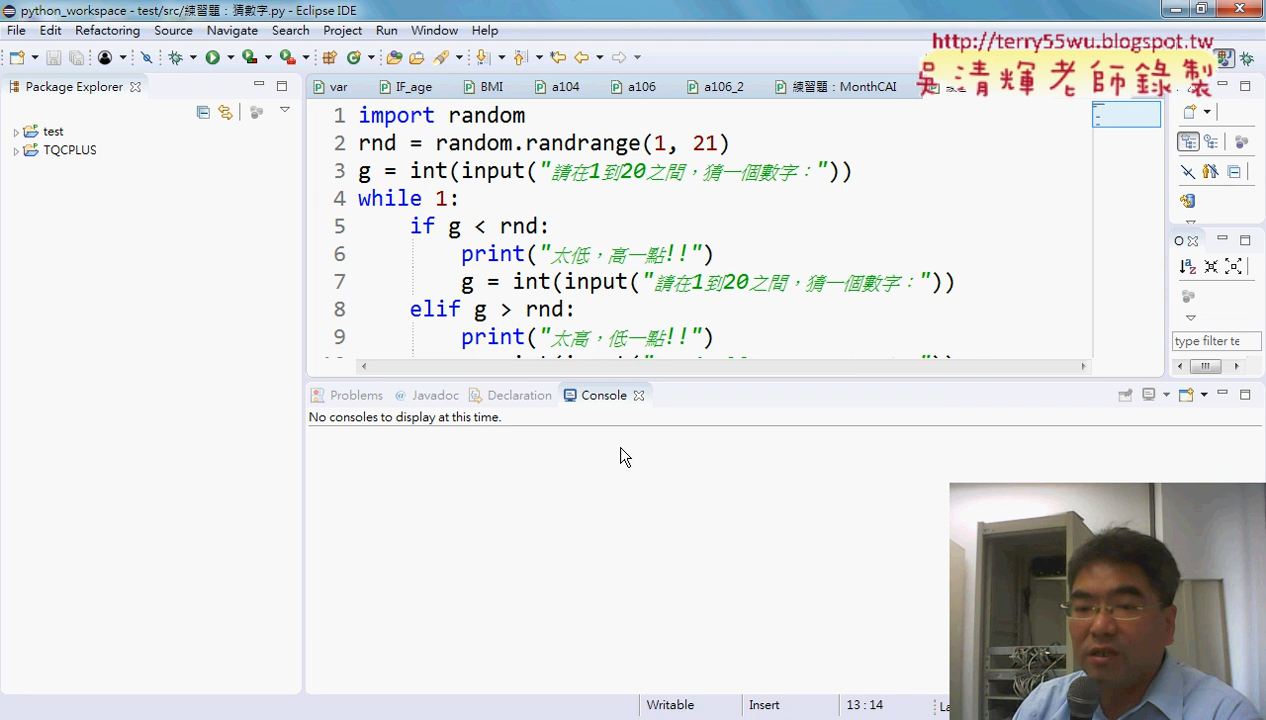 python_workspace - test/src/練習題：猜數字.py - Eclipse IDE
File Edit Refactoring Source Navigate Search Project Run Window Help
http://terry55wu.blogspot.tw
吳清輝老師錄製
Package Explorer
var IF_age BMI a104 a106 a106_2 練習題：MonthCAI
test
TQCPLUS
1 import random
2 rnd = random.randrange(1, 21)
3 g = int(input("請在1到20之間，猜一個數字："))
4 while 1:
5 if g < rnd:
6 print("太低，高一點!!")
7 g = int(input("請在1到20之間，猜一個數字："))
8 elif g > rnd:
9 print("太高，低一點!!")
type filter te
Problems Javadoc Declaration Console
No consoles to display at this time.
Writable Insert 13 : 14